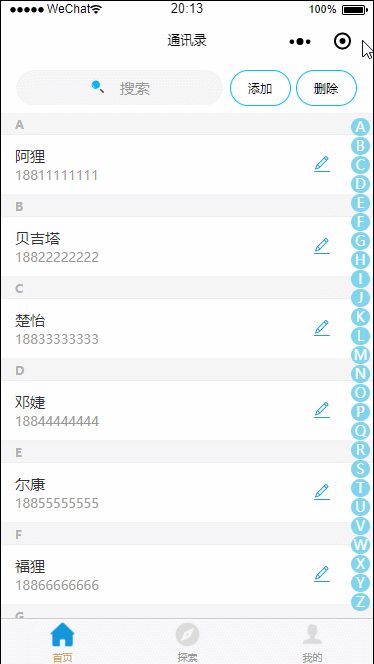 WeChat 20:13 100%
通讯录
搜索 添加 删除
A
阿狸
18811111111
B
贝吉塔
18822222222
C
楚怡
18833333333
D
邓婕
18844444444
E
尔康
18855555555
F
福狸
18866666666
G
A
B
C
D
E
F
G
H
I
J
K
L
M
N
O
P
Q
R
S
T
U
V
W
X
Y
Z
首页 探索 我的